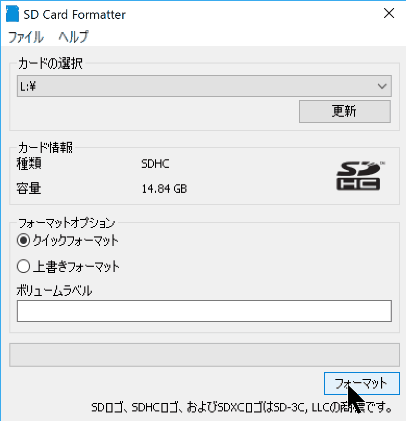 SD Card Formatter
ファイル ヘルプ
カードの選択
L:¥
更新
カード情報
種類 SDHC
容量 14.84 GB
SD HC
フォーマットオプション
クイックフォーマット
上書きフォーマット
ボリュームラベル
フォーマット
SDロゴ、SDHCロゴ、およびSDXCロゴはSD-3C, LLCの商標です。